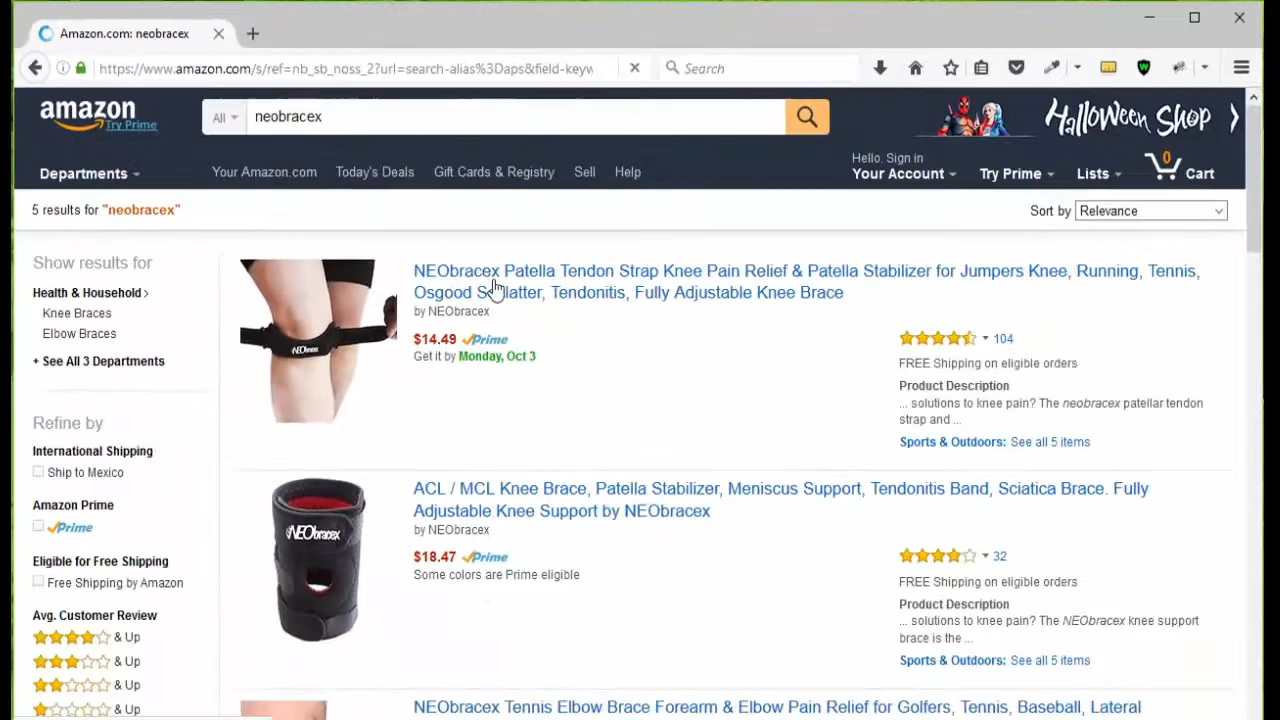 Amazon.com: neobracex
https://www.amazon.com/s/ref=nb_sb_noss_2?url=search-alias%3Daps&field-keyw
Search
amazon
Try Prime
All
neobracex
Halloween Shop
Departments
Your Amazon.com
Today's Deals
Gift Cards & Registry
Sell
Help
Hello. Sign in
Your Account
Try Prime
Lists
0
Cart
5 results for "neobracex"
Sort by
Relevance
Show results for
Health & Household
Knee Braces
Elbow Braces
+ See All 3 Departments
Refine by
International Shipping
Ship to Mexico
Amazon Prime
Prime
Eligible for Free Shipping
Free Shipping by Amazon
Avg. Customer Review
& Up
& Up
& Up
& Up
NEObracex
NEObracex Patella Tendon Strap Knee Pain Relief & Patella Stabilizer for Jumpers Knee, Running, Tennis,
Osgood Schlatter, Tendonitis, Fully Adjustable Knee Brace
by NEObracex
$14.49 Prime
Get it by Monday, Oct 3
104
FREE Shipping on eligible orders
Product Description
... solutions to knee pain? The neobracex patellar tendon
strap and ...
Sports & Outdoors: See all 5 items
NEObracex
ACL / MCL Knee Brace, Patella Stabilizer, Meniscus Support, Tendonitis Band, Sciatica Brace. Fully
Adjustable Knee Support by NEObracex
by NEObracex
$18.47 Prime
Some colors are Prime eligible
32
FREE Shipping on eligible orders
Product Description
... solutions to knee pain? The NEObracex knee support
brace is the ...
Sports & Outdoors: See all 5 items
NEObracex Tennis Elbow Brace Forearm & Elbow Pain Relief for Golfers, Tennis, Baseball, Lateral